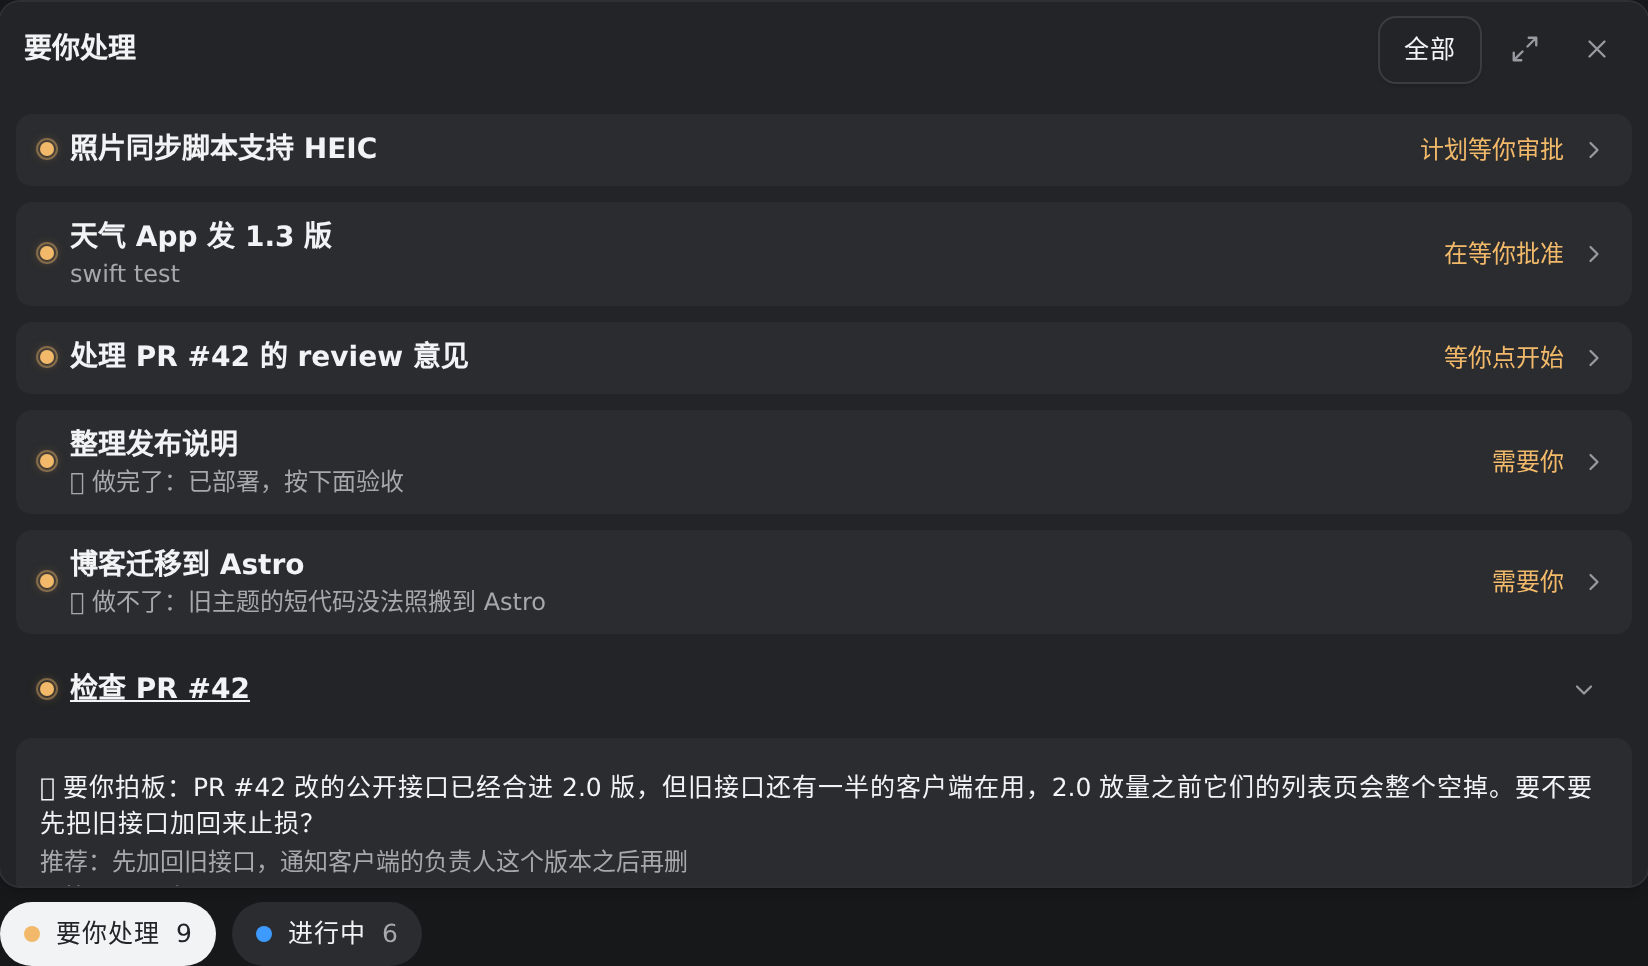 要你处理
全部
照片同步脚本支持 HEIC
计划等你审批
天气 App 发 1.3 版
swift test
在等你批准
处理 PR #42 的 review 意见
等你点开始
整理发布说明
做完了：已部署，按下面验收
需要你
博客迁移到 Astro
做不了：旧主题的短代码没法照搬到 Astro
需要你
检查 PR #42
要你拍板：PR #42 改的公开接口已经合进 2.0 版，但旧接口还有一半的客户端在用，2.0 放量之前它们的列表页会整个空掉。要不要
先把旧接口加回来止损？
推荐：先加回旧接口，通知客户端的负责人这个版本之后再删
要你处理 9
进行中 6